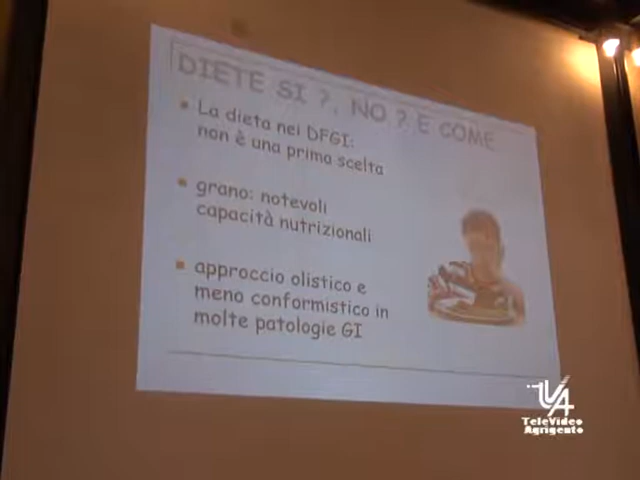 DIETE SI ?, NO ? E COME
La dieta nei DFGI:
non è una prima scelta
grano: notevoli
capacità nutrizionali
approccio olistico e
meno conformistico in
molte patologie GI
TVA
TeleVideo
Agrigento